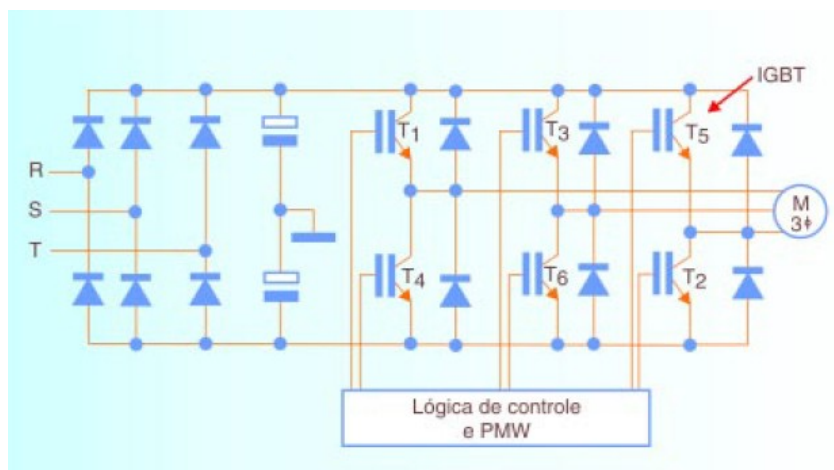 IGBT
T1
T3
T5
R
S
T
M
3ϕ
T4
T6
T2
Lógica de controle
e PMW